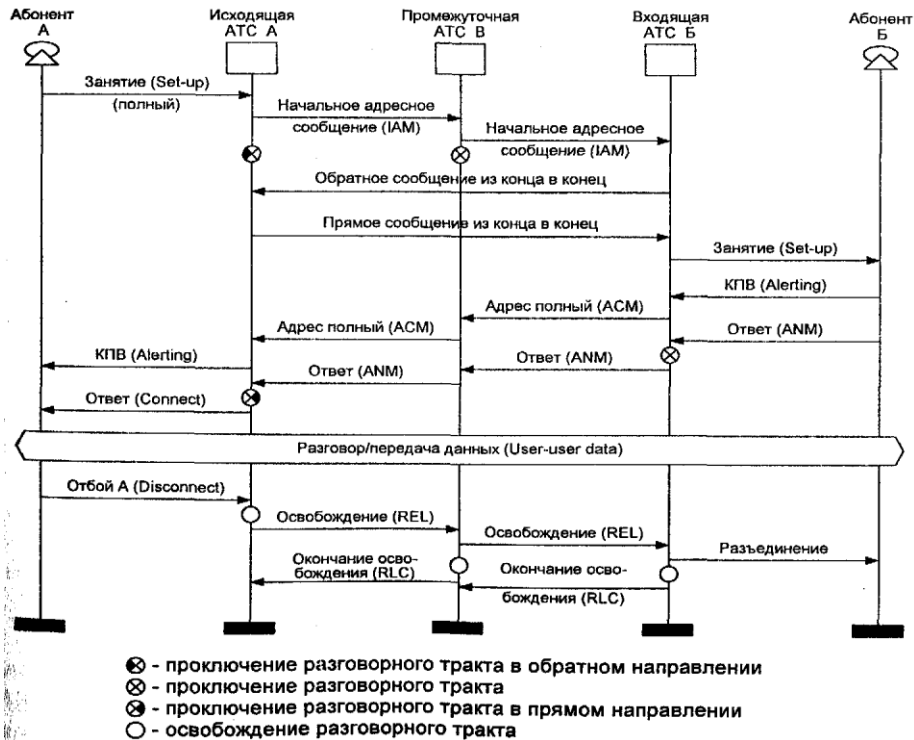 Абонент
А
Исходящая
АТС А
Промежуточная
АТС В
Входящая
АТС Б
Абонент
Б
Занятие (Set-up)
(полный)
Начальное адресное
сообщение (IAM)
Начальное адресное
сообщение (IAM)
Обратное сообщение из конца в конец
Прямое сообщение из конца в конец
Занятие (Set-up)
КПВ (Alerting)
Адрес полный (ACM)
Адрес полный (ACM)
Ответ (ANM)
КПВ (Alerting)
Ответ (ANM)
Ответ (ANM)
Ответ (Connect)
Разговор/передача данных (User-user data)
Отбой А (Disconnect)
Освобождение (REL)
Освобождение (REL)
Разъединение
Окончание осво-
бождения (RLC)
Окончание осво-
бождения (RLC)
- проключение разговорного тракта в обратном направлении
- проключение разговорного тракта
- проключение разговорного тракта в прямом направлении
- освобождение разговорного тракта